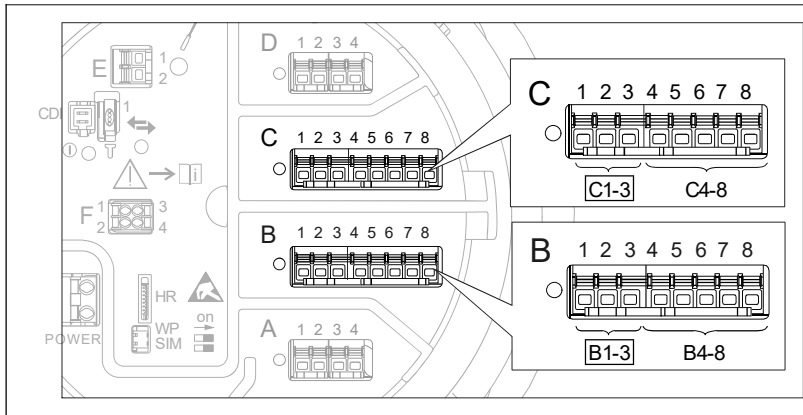 D
1 2 3 4
E
1
2
CDI
1
C
1 2 3 4 5 6 7 8
i
F
1
2
3
4
B
1 2 3 4 5 6 7 8
HR
on
WP
SIM
POWER
A
1 2 3 4
C
1 2 3 4 5 6 7 8
C1-3
C4-8
B
1 2 3 4 5 6 7 8
B1-3
B4-8